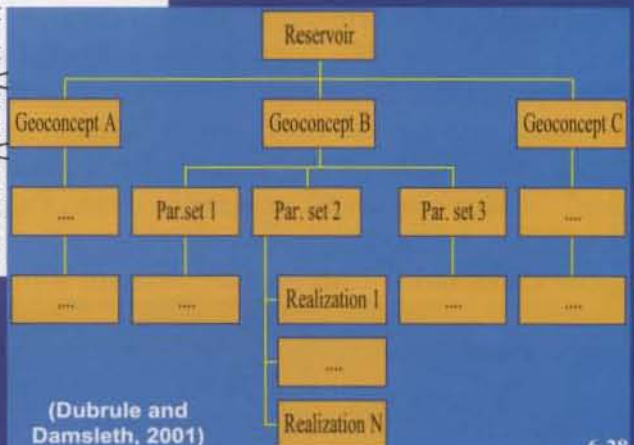 Reservoir
Geoconcept A
Geoconcept B
Geoconcept C
....
Par.set 1
Par. set 2
Par. set 3
....
....
....
Realization 1
....
....
....
Realization N
(Dubrule and
Damsleth, 2001)